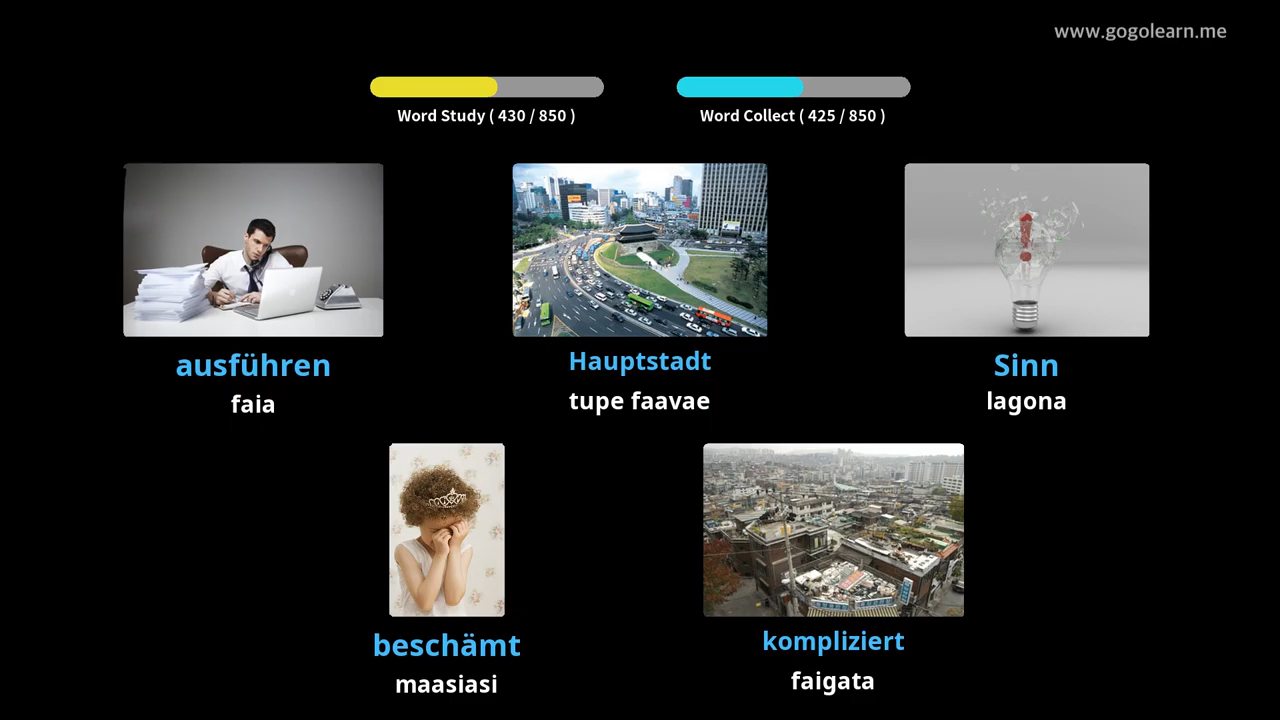 www.gogolearn.me
Word Study ( 430 / 850 )
Word Collect ( 425 / 850 )
ausführen
faia
Hauptstadt
tupe faavae
Sinn
lagona
beschämt
maasiasi
kompliziert
faigata